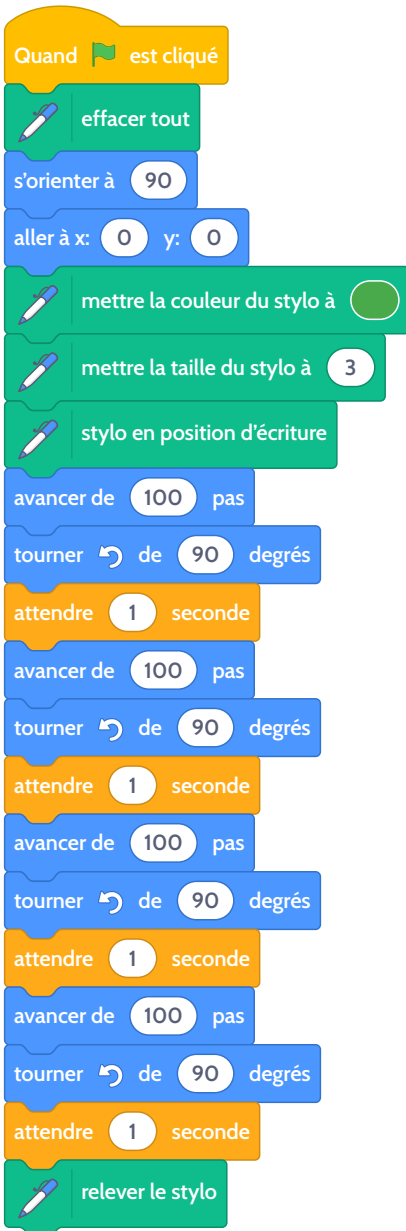 Quand est cliqué
effacer tout
s'orienter à 90
aller à x: 0 y: 0
mettre la couleur du stylo à
mettre la taille du stylo à 3
stylo en position d'écriture
avancer de 100 pas
tourner de 90 degrés
attendre 1 seconde
avancer de 100 pas
tourner de 90 degrés
attendre 1 seconde
avancer de 100 pas
tourner de 90 degrés
attendre 1 seconde
avancer de 100 pas
tourner de 90 degrés
attendre 1 seconde
relever le stylo